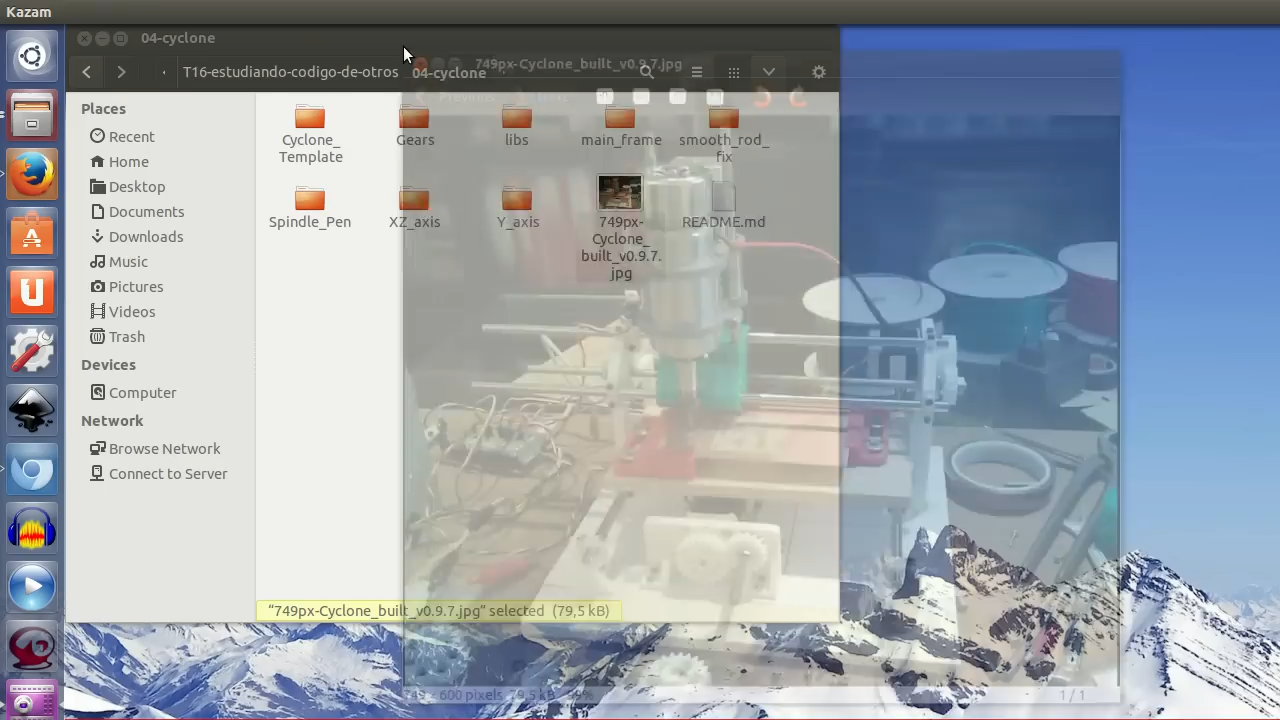 Kazam
04-cyclone
749px-Cyclone_built_v0.9.7.jpg
T16-estudiando-codigo-de-otros
04-cyclone
Places
Recent
Home
Desktop
Documents
Downloads
Music
Pictures
Videos
Trash
Devices
Computer
Network
Browse Network
Connect to Server
Cyclone_
Template
Gears
libs
main_frame
smooth_rod_
fix
Spindle_Pen
XZ_axis
Y_axis
749px-
Cyclone_
built_v0.9.7.
jpg
README.md
“749px-Cyclone_built_v0.9.7.jpg” selected (79,5 kB)
1 / 1